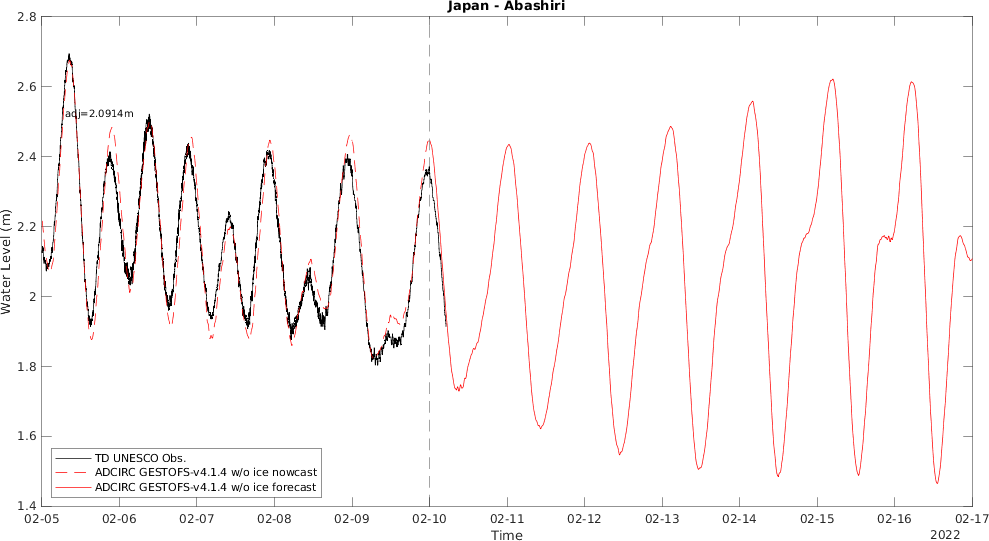 Japan - Abashiri
2.8
2.6
2.4
2.2
2
1.8
1.6
1.4
Water Level (m)
adj=2.0914m
TD UNESCO Obs.
ADCIRC GESTOFS-v4.1.4 w/o ice nowcast
ADCIRC GESTOFS-v4.1.4 w/o ice forecast
02-05 02-06 02-07 02-08 02-09 02-10 02-11 02-12 02-13 02-14 02-15 02-16 02-17
Time
2022